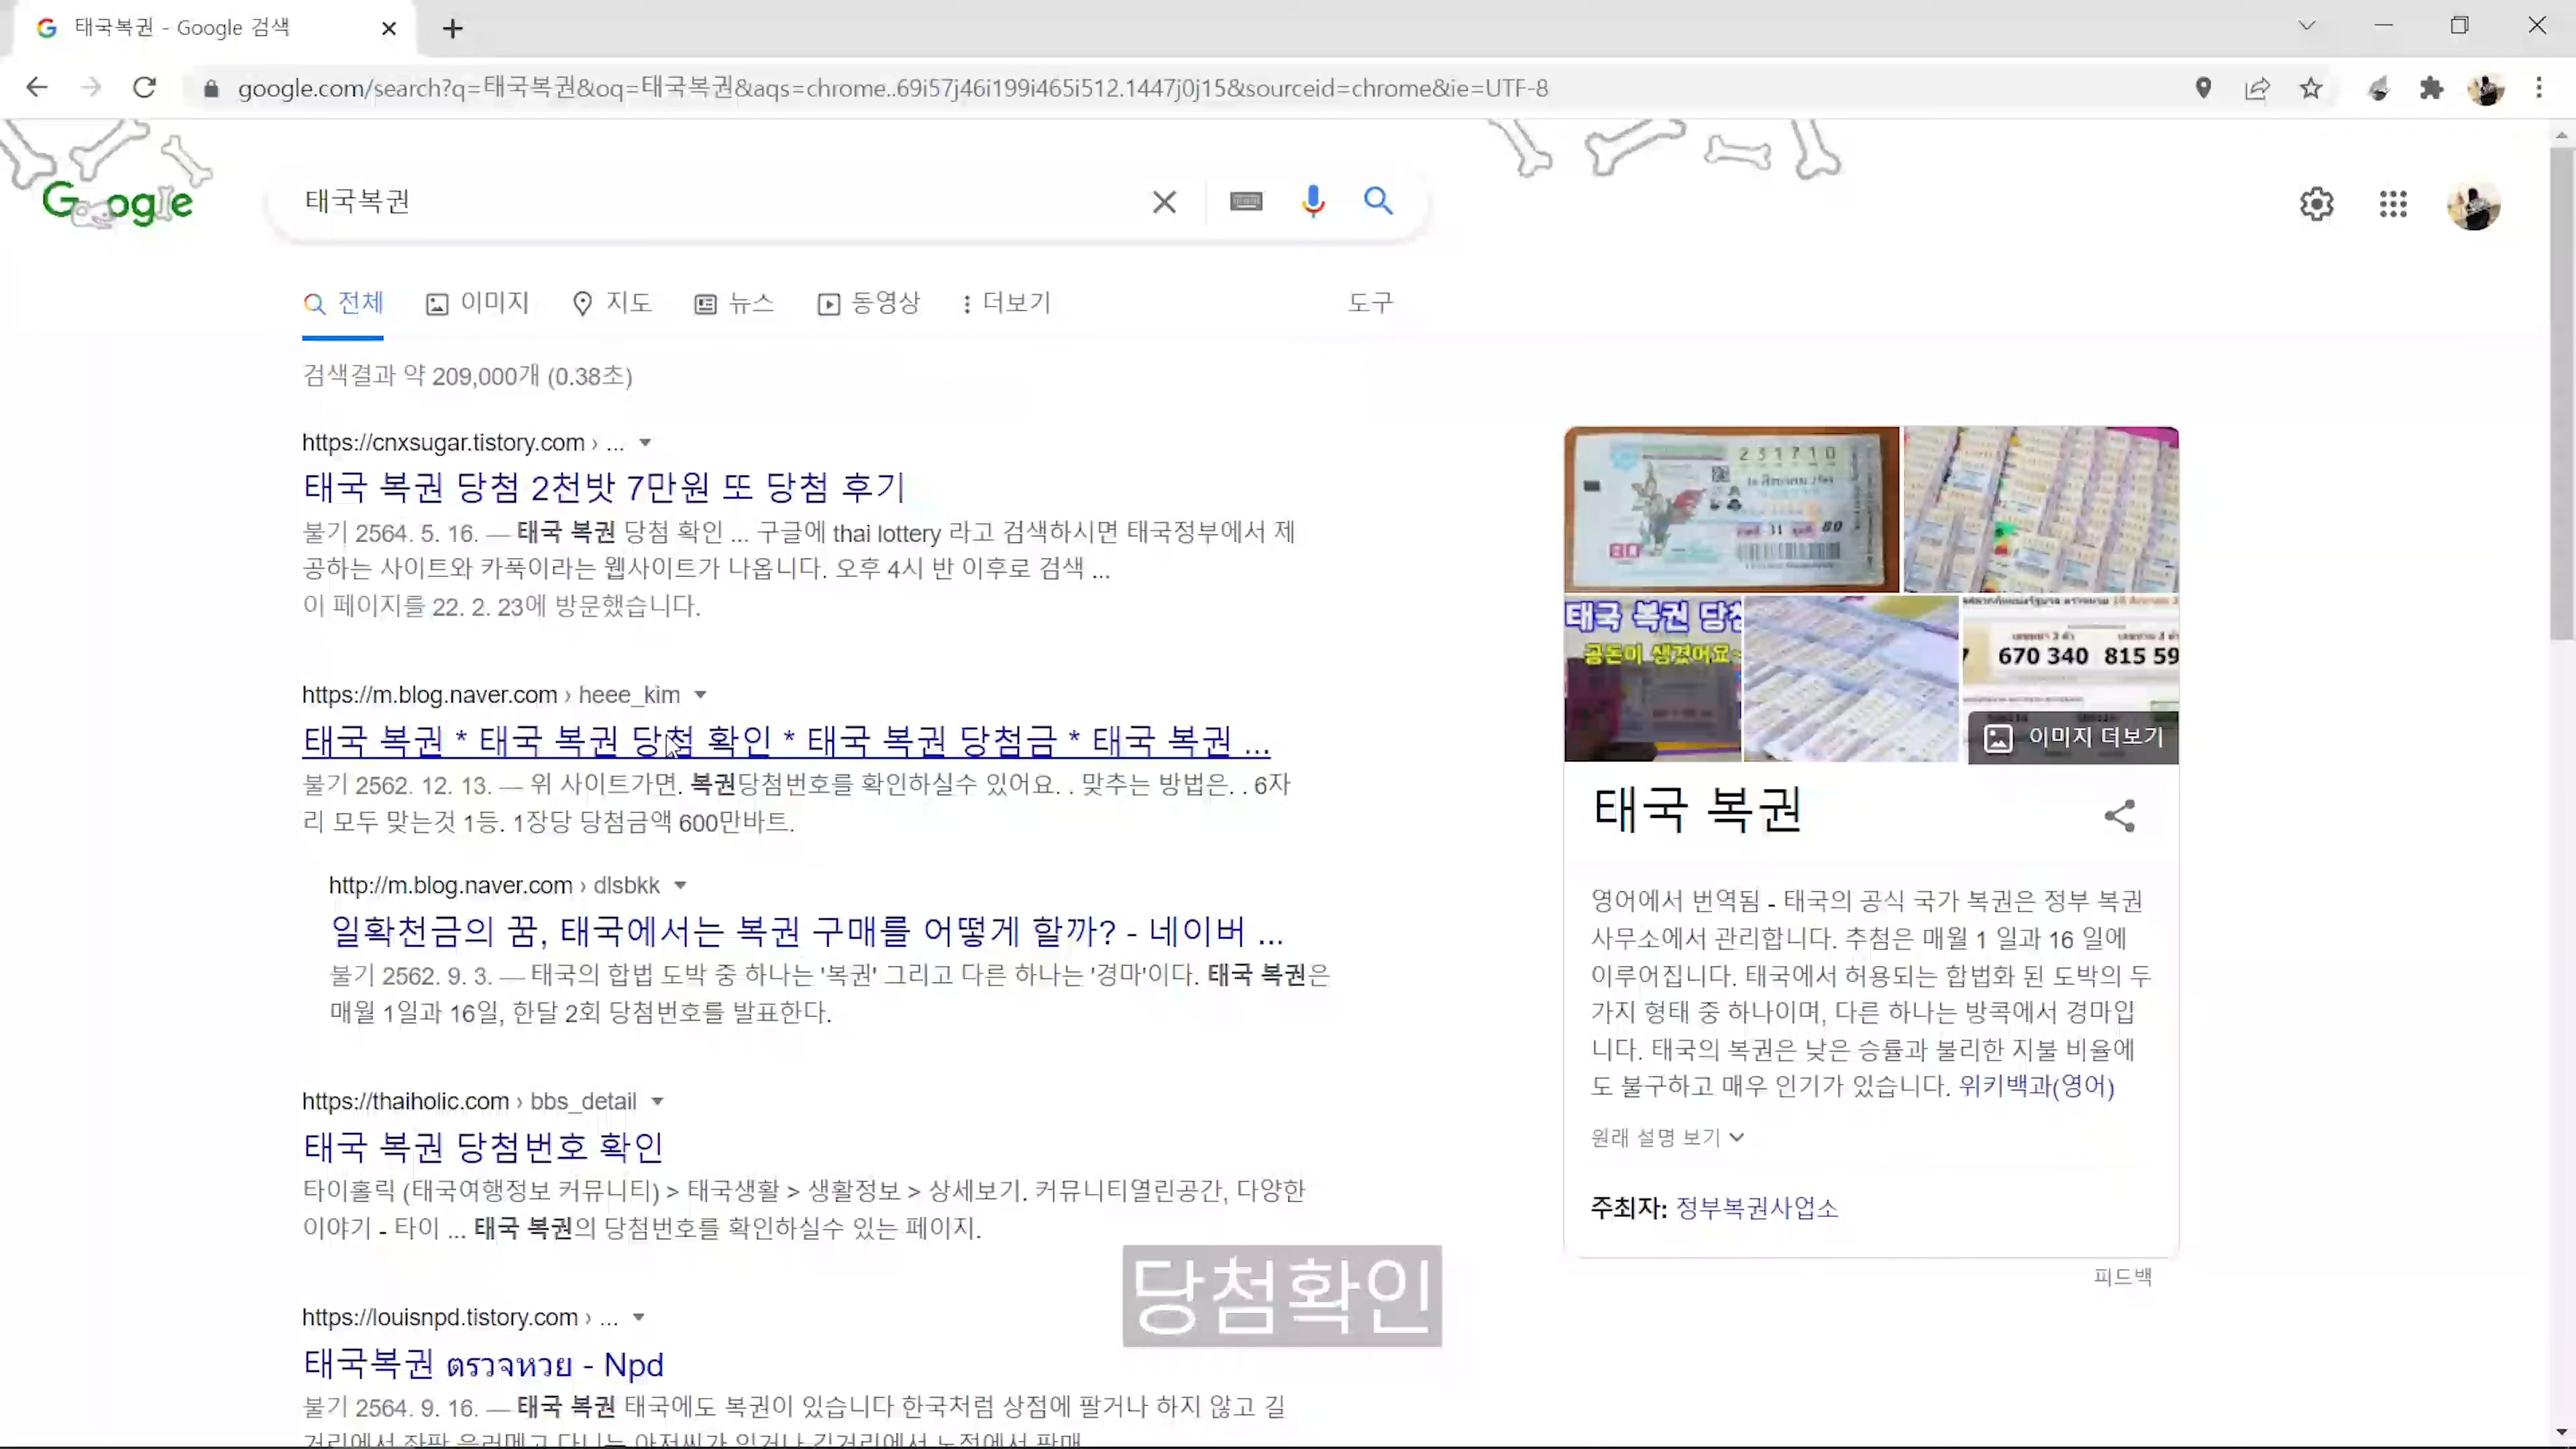 태국복권 - Google 검색
google.com/search?q=태국복권&oq=태국복권&aqs=chrome..69i57j46i199i465i512.1447j0j15&sourceid=chrome&ie=UTF-8
Google
태국복권
전체 이미지 지도 뉴스 동영상 더보기 도구
검색결과 약 209,000개 (0.38초)
https://cnxsugar.tistory.com › ...
태국 복권 당첨 2천밧 7만원 또 당첨 후기
불기 2564. 5. 16. — 태국 복권 당첨 확인 ... 구글에 thai lottery 라고 검색하시면 태국정부에서 제
공하는 사이트와 카푹이라는 웹사이트가 나옵니다. 오후 4시 반 이후로 검색 ...
이 페이지를 22. 2. 23에 방문했습니다.
https://m.blog.naver.com › heee_kim
태국 복권 * 태국 복권 당첨 확인 * 태국 복권 당첨금 * 태국 복권 ...
불기 2562. 12. 13. — 위 사이트가면. 복권당첨번호를 확인하실수 있어요. . 맞추는 방법은. . 6자
리 모두 맞는것 1등. 1장당 당첨금액 600만바트.
http://m.blog.naver.com › dlsbkk
일확천금의 꿈, 태국에서는 복권 구매를 어떻게 할까? - 네이버 ...
불기 2562. 9. 3. — 태국의 합법 도박 중 하나는 '복권' 그리고 다른 하나는 '경마'이다. 태국 복권은
매월 1일과 16일, 한달 2회 당첨번호를 발표한다.
https://thaiholic.com › bbs_detail
태국 복권 당첨번호 확인
타이홀릭 (태국여행정보 커뮤니티) > 태국생활 > 생활정보 > 상세보기. 커뮤니티열린공간, 다양한
이야기 - 타이 ... 태국 복권의 당첨번호를 확인하실수 있는 페이지.
https://louisnpd.tistory.com › ...
태국복권 ตรวจหวย - Npd
불기 2564. 9. 16. — 태국 복권 태국에도 복권이 있습니다 한국처럼 상점에 팔거나 하지 않고 길
231710
31
80
태국 복권 당첨
공돈이 생겼어요~
670 340 815 59
이미지 더보기
태국 복권
영어에서 번역됨 - 태국의 공식 국가 복권은 정부 복권
사무소에서 관리합니다. 추첨은 매월 1 일과 16 일에
이루어집니다. 태국에서 허용되는 합법화 된 도박의 두
가지 형태 중 하나이며, 다른 하나는 방콕에서 경마입
니다. 태국의 복권은 낮은 승률과 불리한 지불 비율에
도 불구하고 매우 인기가 있습니다. 위키백과(영어)
원래 설명 보기
주최자: 정부복권사업소
피드백
당첨확인